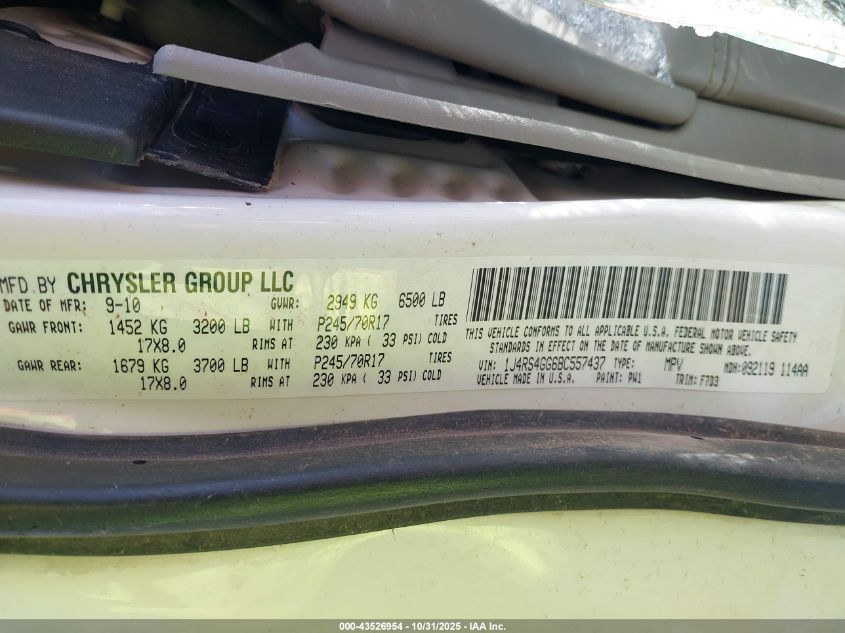 MFD.BY CHRYSLER GROUP LLC
DATE OF MFR: 9-10 GVWR: 2949 KG 6500 LB
GAWR FRONT: 1452 KG 3200 LB WITH P245/70R17 TIRES
17X8.0 RIMS AT 230 KPA ( 33 PSI) COLD
GAWR REAR: 1679 KG 3700 LB WITH P245/70R17 TIRES
17X8.0 RIMS AT 230 KPA ( 33 PSI) COLD
THIS VEHICLE CONFORMS TO ALL APPLICABLE U.S.A. FEDERAL MOTOR VEHICLE SAFETY
STANDARDS IN EFFECT ON THE DATE OF MANUFACTURE SHOWN ABOVE.
VIN: 1J4RS4GG6BC557437 TYPE: MPV MDH:092119 114AA
VEHICLE MADE IN U.S.A. PAINT: PW1 TRIM: F7D3
000-43526954 - 10/31/2025 - IAA Inc.